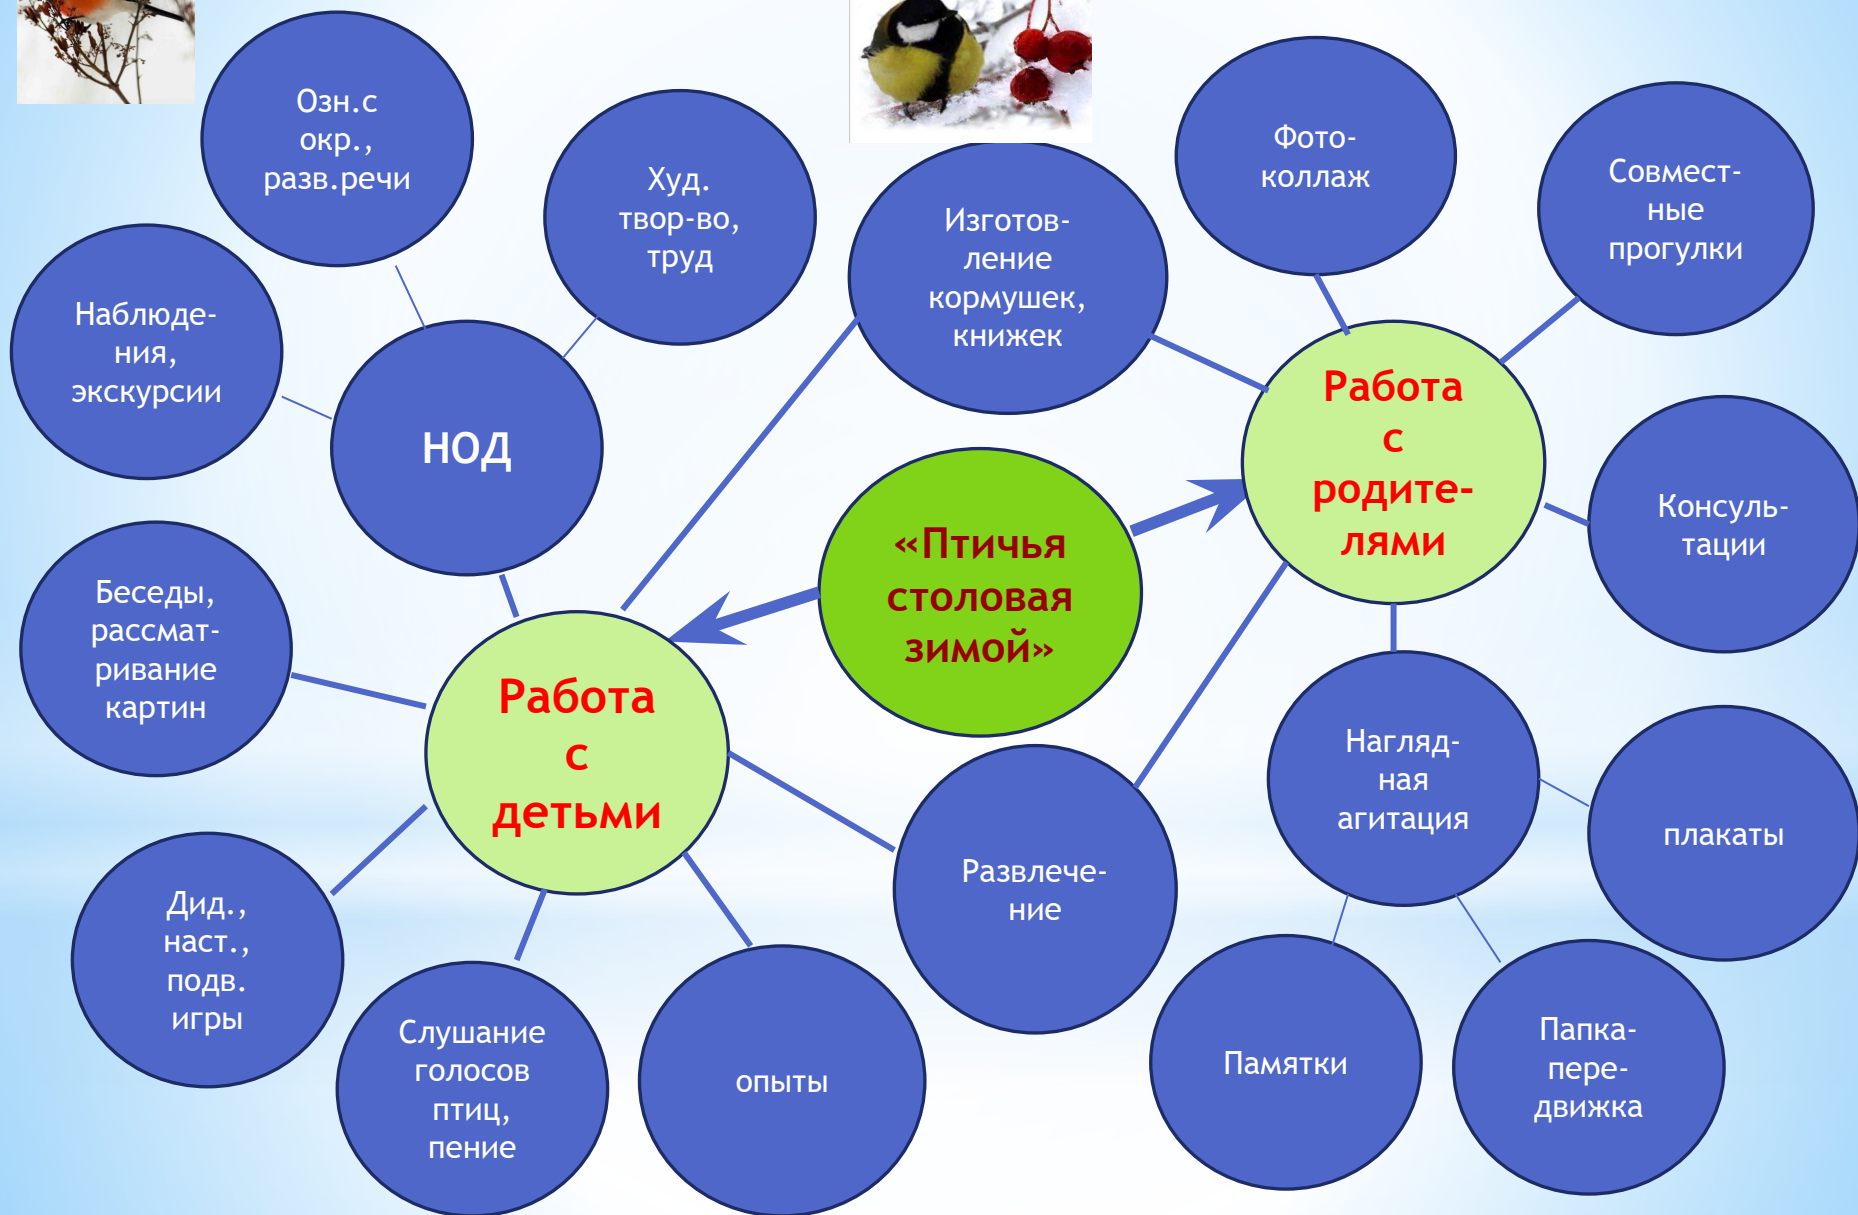 Озн.с
окр.,
разв.речи
Худ.
твор-во,
труд
Изготов-
ление
кормушек,
книжек
Фото-
коллаж
Совмест-
ные
прогулки
Наблюде-
ния,
экскурсии
НОД
Работа
с
родите-
лями
Консуль-
тации
«Птичья
столовая
зимой»
Беседы,
рассмат-
ривание
картин
Работа
с
детьми
Нагляд-
ная
агитация
плакаты
Развлече-
ние
Дид.,
наст.,
подв.
игры
Слушание
голосов
птиц,
пение
опыты
Памятки
Папка-
пере-
движка